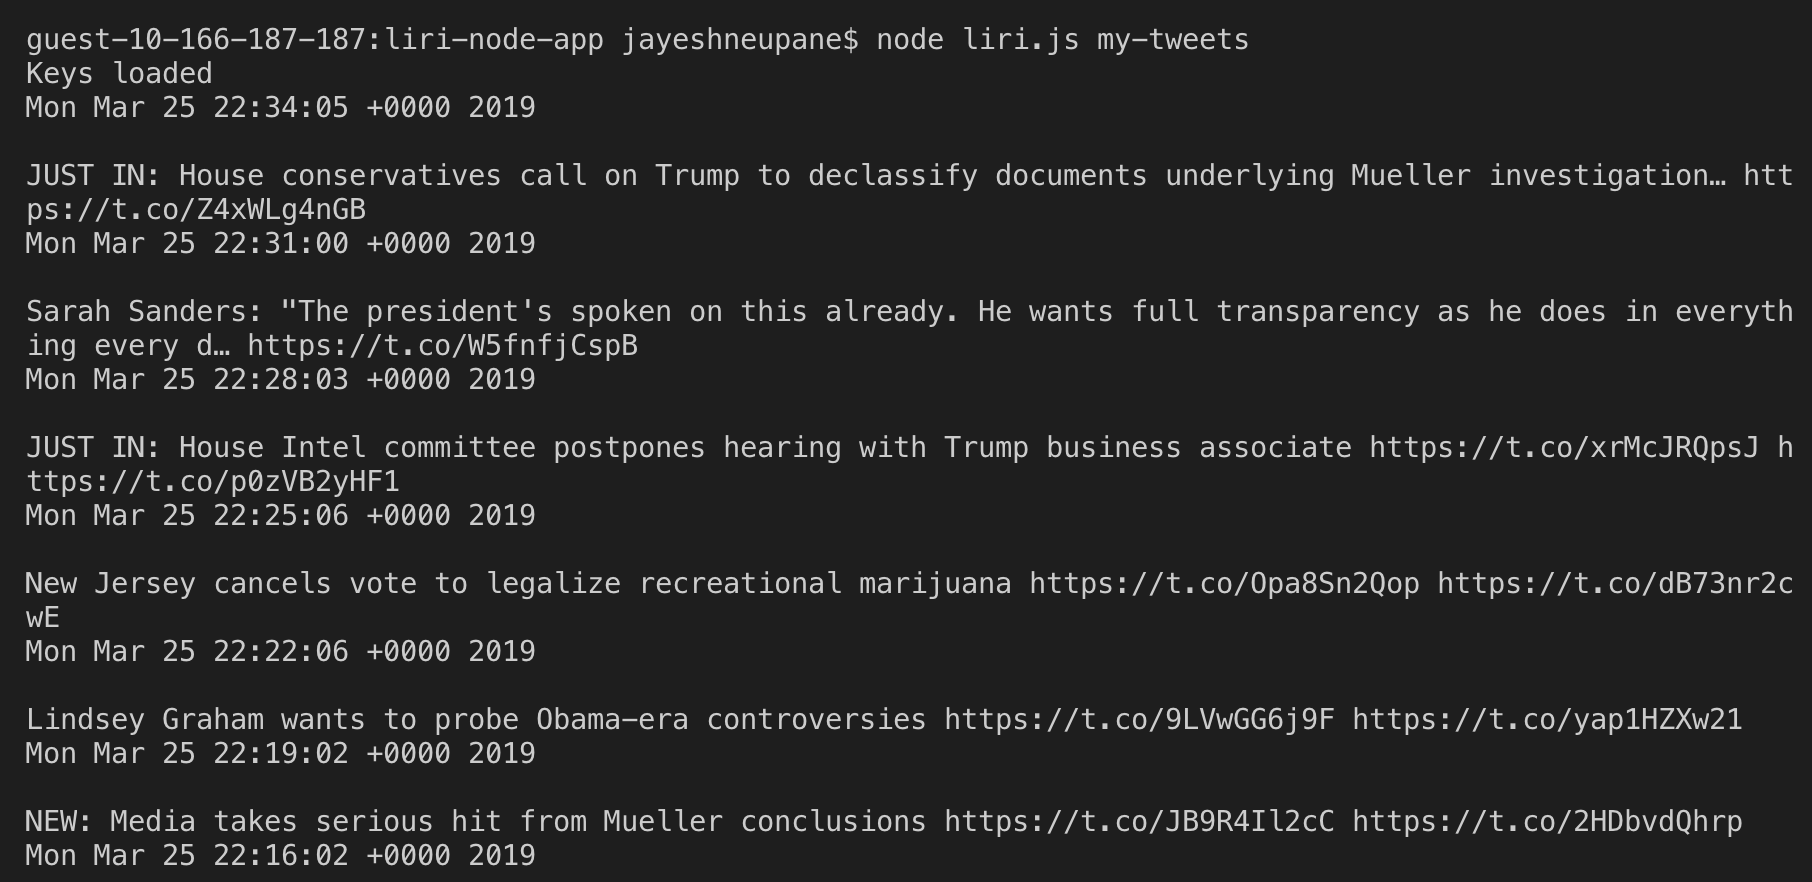 guest-10-166-187-187:liri-node-app jayeshneupane$ node liri.js my-tweets
Keys loaded
Mon Mar 25 22:34:05 +0000 2019
JUST IN: House conservatives call on Trump to declassify documents underlying Mueller investigation… htt
ps://t.co/Z4xWLg4nGB
Mon Mar 25 22:31:00 +0000 2019
Sarah Sanders: "The president's spoken on this already. He wants full transparency as he does in everyth
ing every d… https://t.co/W5fnfjCspB
Mon Mar 25 22:28:03 +0000 2019
JUST IN: House Intel committee postpones hearing with Trump business associate https://t.co/xrMcJRQpsJ h
ttps://t.co/p0zVB2yHF1
Mon Mar 25 22:25:06 +0000 2019
New Jersey cancels vote to legalize recreational marijuana https://t.co/Opa8Sn2Qop https://t.co/dB73nr2c
wE
Mon Mar 25 22:22:06 +0000 2019
Lindsey Graham wants to probe Obama-era controversies https://t.co/9LVwGG6j9F https://t.co/yap1HZXw21
Mon Mar 25 22:19:02 +0000 2019
NEW: Media takes serious hit from Mueller conclusions https://t.co/JB9R4Il2cC https://t.co/2HDbvdQhrp
Mon Mar 25 22:16:02 +0000 2019